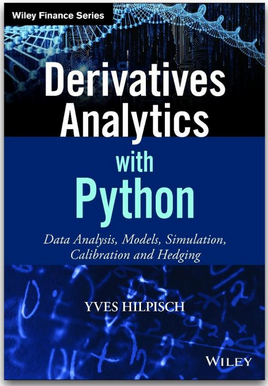 Wiley Finance Series
Derivatives
Analytics
with
Python
Data Analysis, Models, Simulation,
Calibration and Hedging
YVES HILPISCH
WILEY